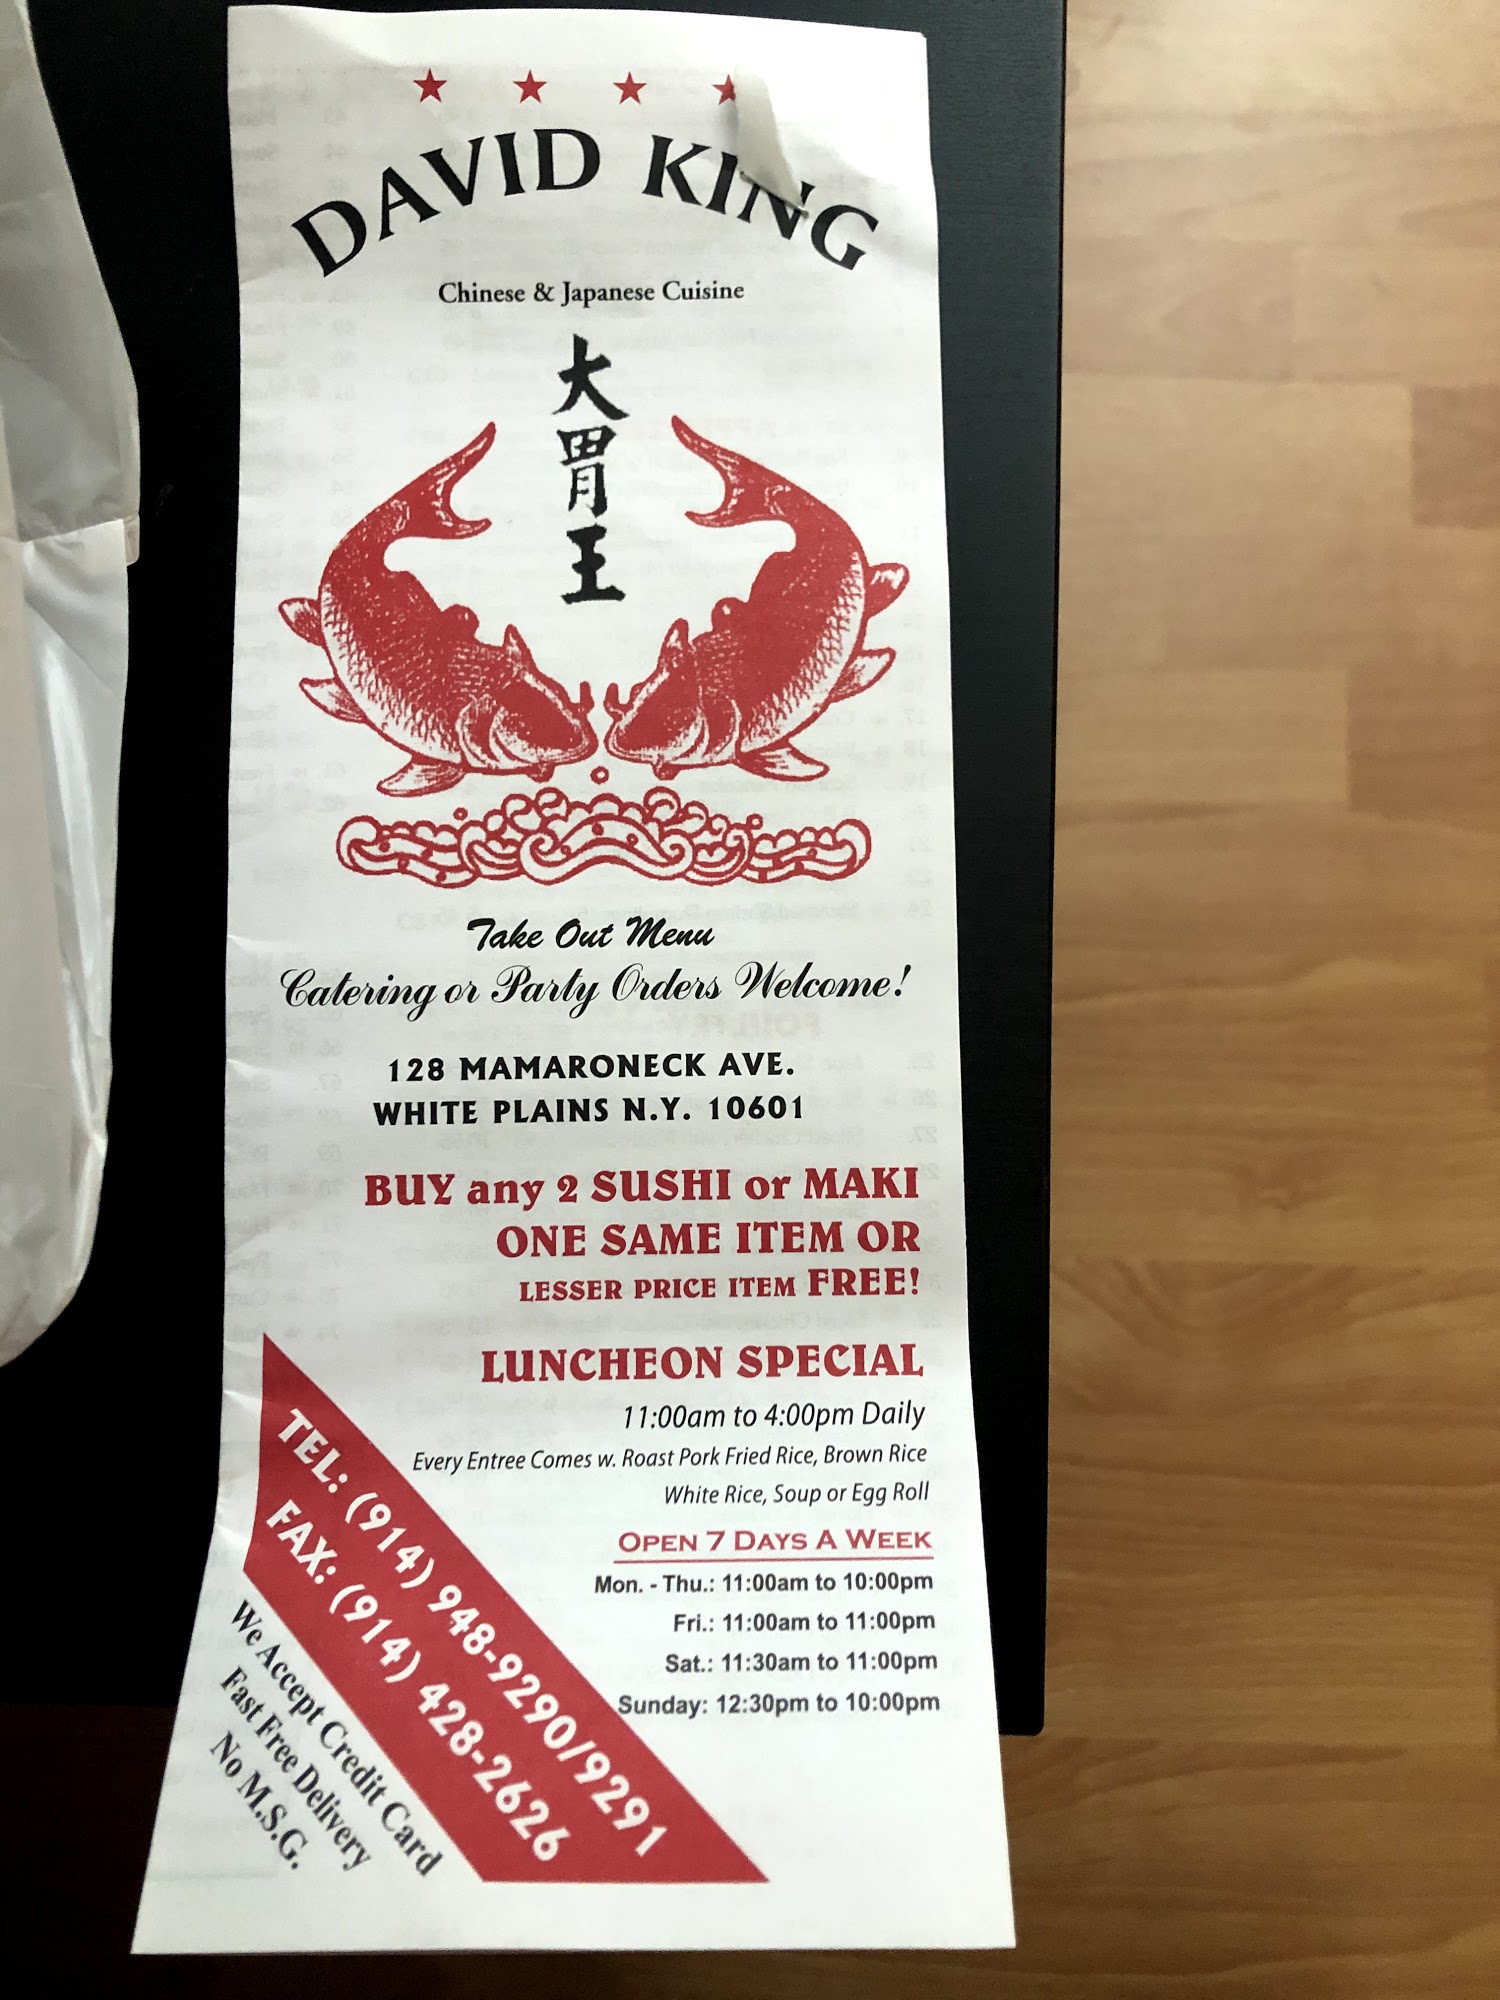 DAVID KING
Chinese & Japanese Cuisine
大
胃
王
Take Out Menu
Catering or Party Orders Welcome!
128 MAMARONECK AVE.
WHITE PLAINS N.Y. 10601
BUY any 2 SUSHI or MAKI
ONE SAME ITEM OR
LESSER PRICE ITEM FREE!
LUNCHEON SPECIAL
11:00am to 4:00pm Daily
Every Entree Comes w. Roast Pork Fried Rice, Brown Rice
White Rice, Soup or Egg Roll
OPEN 7 DAYS A WEEK
Mon. - Thu.: 11:00am to 10:00pm
Fri.: 11:00am to 11:00pm
Sat.: 11:30am to 11:00pm
Sunday: 12:30pm to 10:00pm
TEL: (914) 948-9290/9291
FAX: (914) 428-2626
We Accept Credit Card
Fast Free Delivery
No M.S.G.